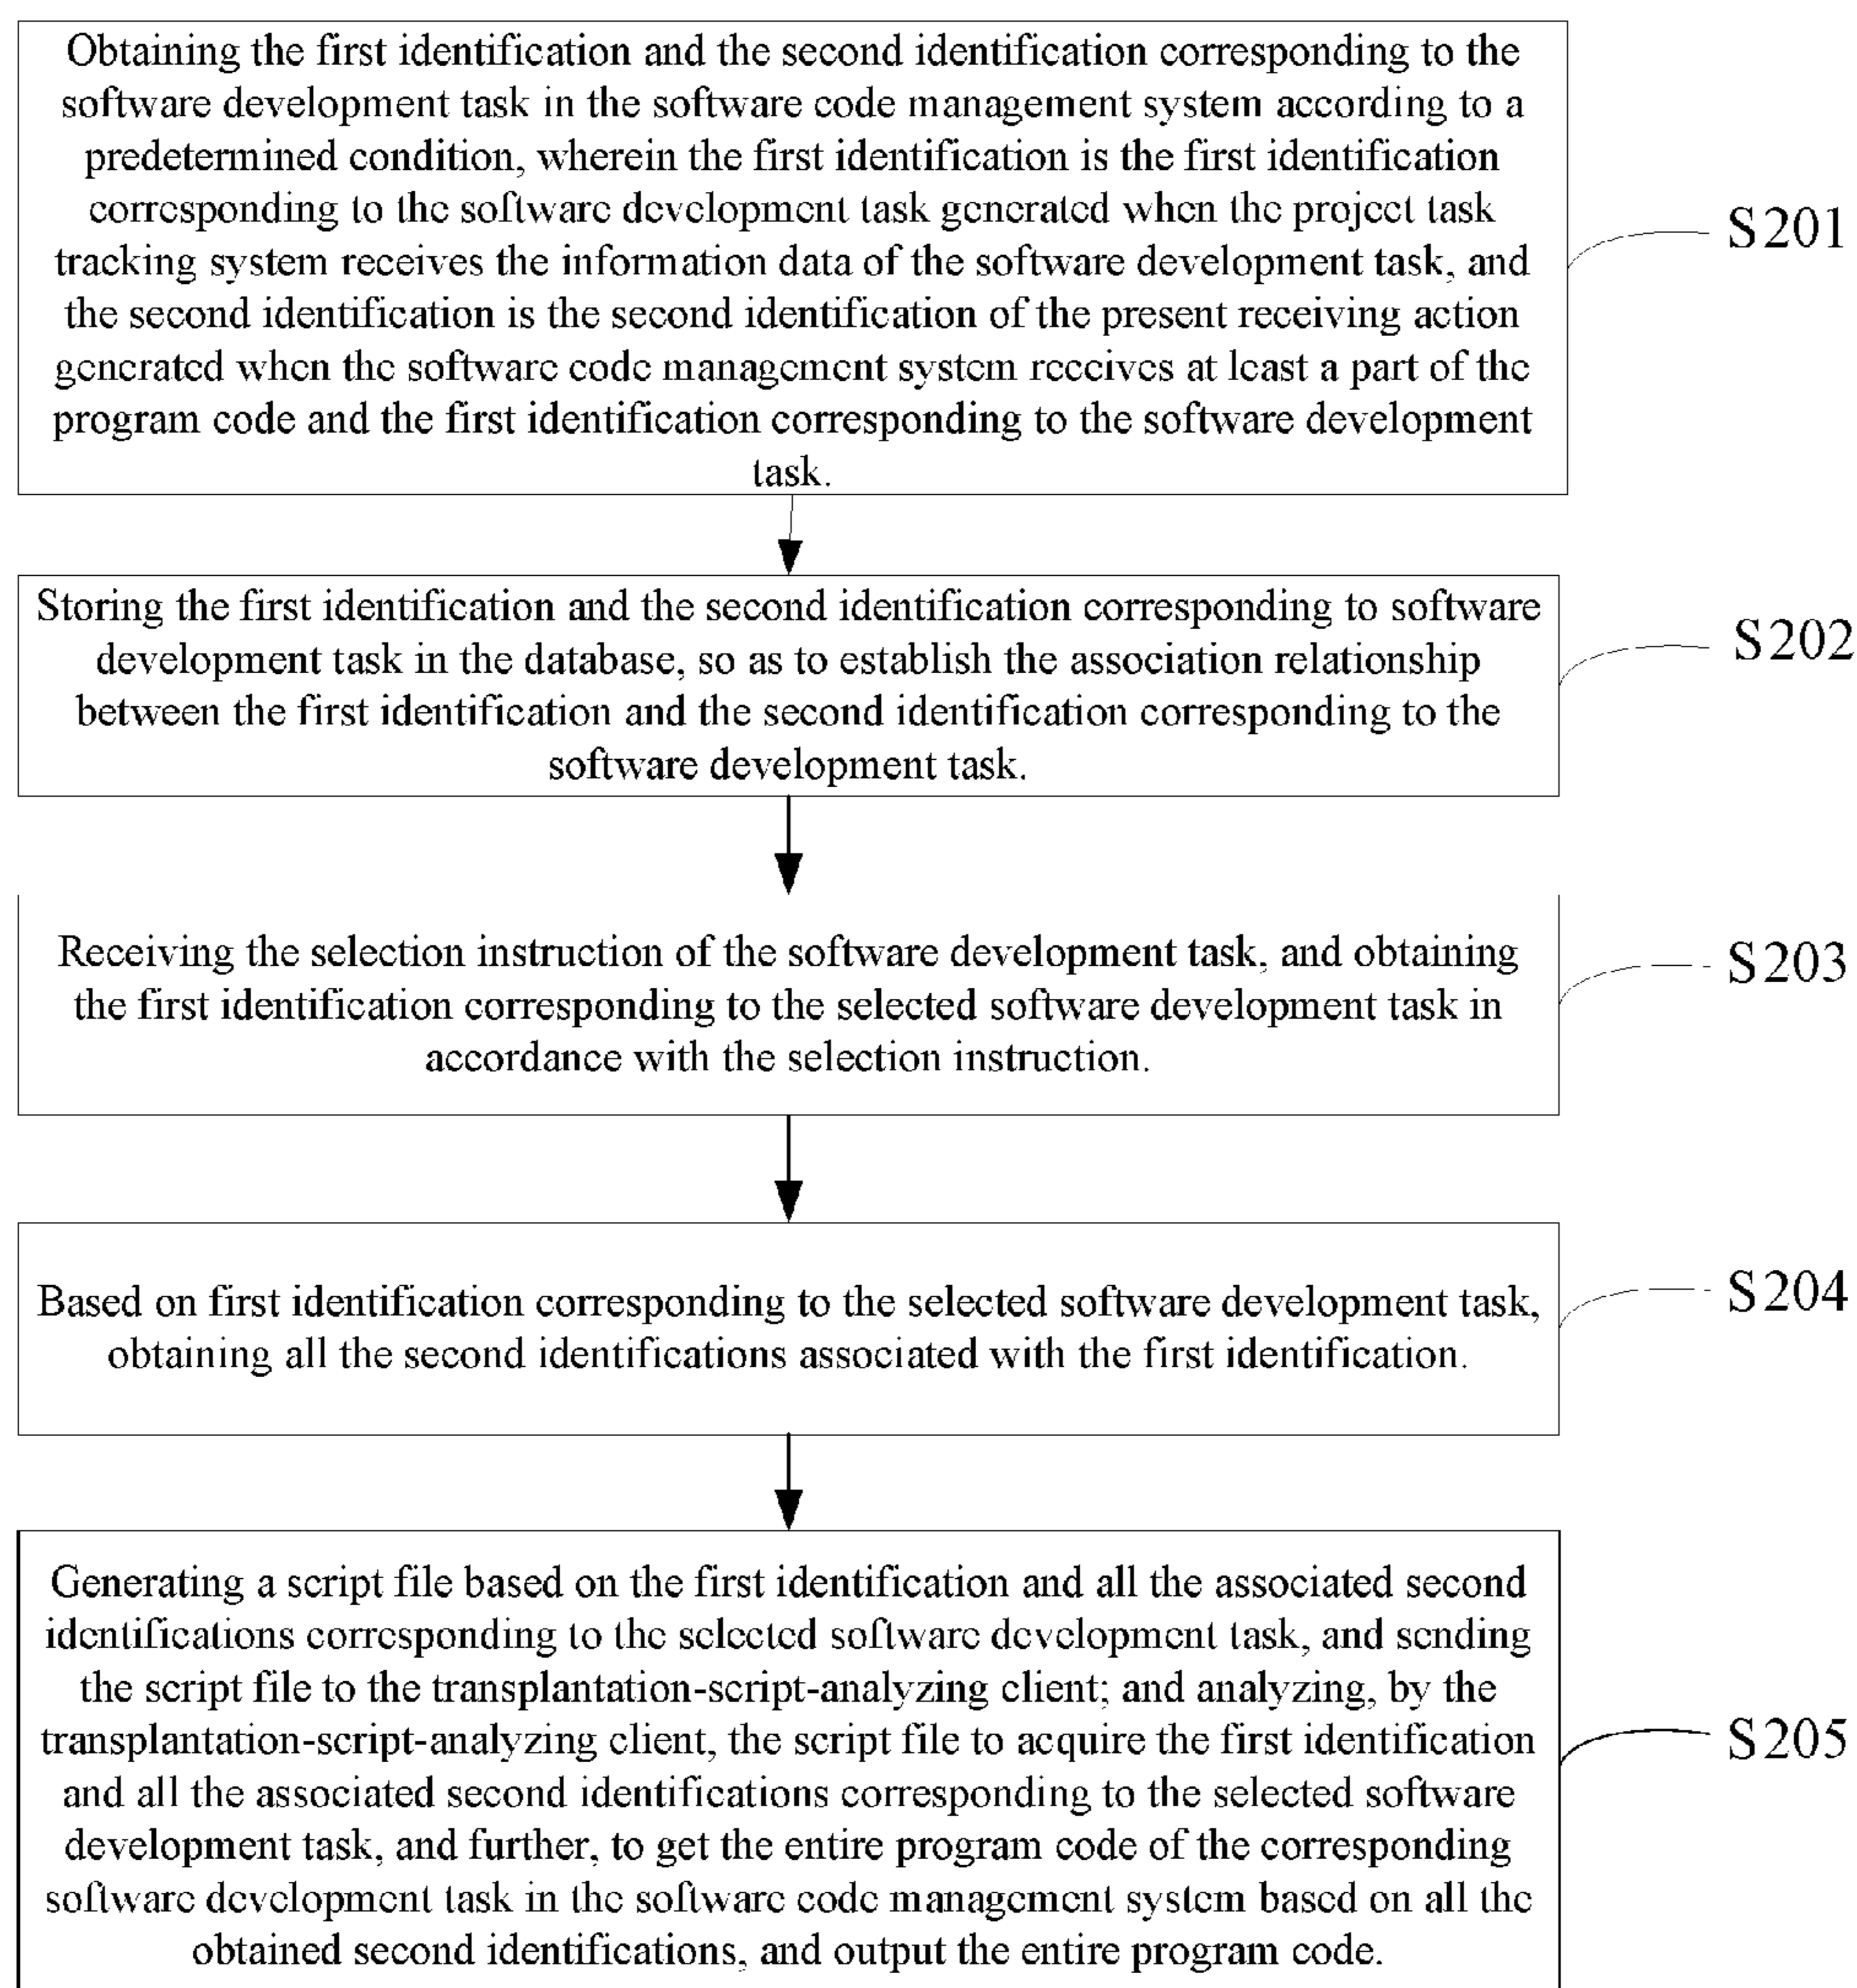 Obtaining the first identification and the second identification corresponding to the
software development task in the software code management system according to a
predetermined condition, wherein the first identification is the first identification
corresponding to the software development task generated when the project task
tracking system receives the information data of the software development task, and
the second identification is the second identification of the present receiving action
generated when the software code management system receives at least a part of the
program code and the first identification corresponding to the software development
task.
S201
Storing the first identification and the second identification corresponding to software
development task in the database, so as to establish the association relationship
between the first identification and the second identification corresponding to the
software development task.
S202
Receiving the selection instruction of the software development task, and obtaining
the first identification corresponding to the selected software development task in
accordance with the selection instruction.
S203
Based on first identification corresponding to the selected software development task,
obtaining all the second identifications associated with the first identification.
S204
Generating a script file based on the first identification and all the associated second
identifications corresponding to the selected software development task, and sending
the script file to the transplantation-script-analyzing client; and analyzing, by the
transplantation-script-analyzing client, the script file to acquire the first identification
and all the associated second identifications corresponding to the selected software
development task, and further, to get the entire program code of the corresponding
software development task in the software code management system based on all the
obtained second identifications, and output the entire program code.
S205